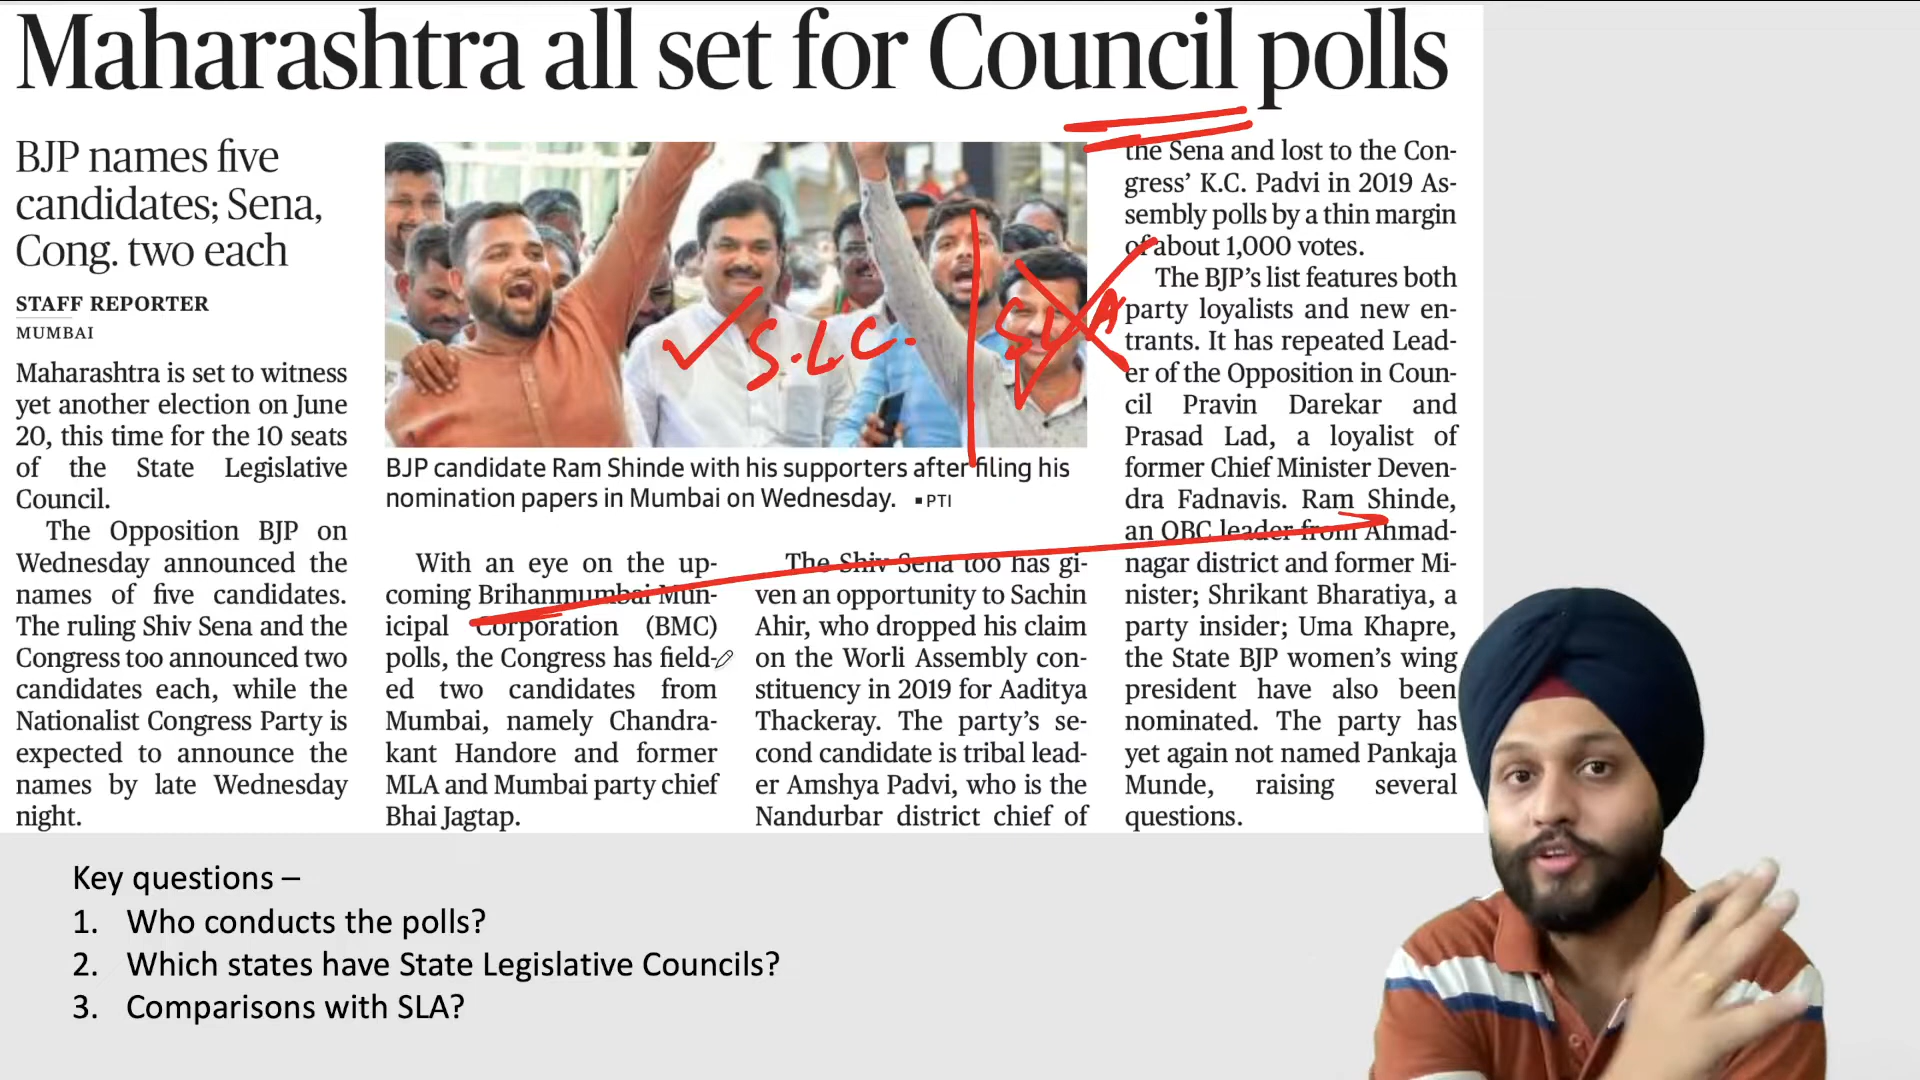 Maharashtra all set for Council polls
BJP names five
candidates; Sena,
Cong. two each
STAFF REPORTER
MUMBAI
Maharashtra is set to witness
yet another election on June
20, this time for the 10 seats
of the State Legislative
Council.
The Opposition BJP on
Wednesday announced the
names of five candidates.
The ruling Shiv Sena and the
Congress too announced two
candidates each, while the
Nationalist Congress Party is
expected to announce the
names by late Wednesday
night.
S.L.C.
SLA
BJP candidate Ram Shinde with his supporters after filing his
nomination papers in Mumbai on Wednesday. ▪ PTI
With an eye on the up-
coming Brihanmumbai Mun-
icipal Corporation (BMC)
polls, the Congress has field-
ed two candidates from
Mumbai, namely Chandra-
kant Handore and former
MLA and Mumbai party chief
Bhai Jagtap.
The Shiv Sena too has gi-
ven an opportunity to Sachin
Ahir, who dropped his claim
on the Worli Assembly con-
stituency in 2019 for Aaditya
Thackeray. The party's se-
cond candidate is tribal lead-
er Amshya Padvi, who is the
Nandurbar district chief of
the Sena and lost to the Con-
gress' K.C. Padvi in 2019 As-
sembly polls by a thin margin
of about 1,000 votes.
The BJP's list features both
party loyalists and new en-
trants. It has repeated Lead-
er of the Opposition in Coun-
cil Pravin Darekar and
Prasad Lad, a loyalist of
former Chief Minister Deven-
dra Fadnavis. Ram Shinde,
an OBC leader from Ahmad-
nagar district and former Mi-
nister; Shrikant Bharatiya, a
party insider; Uma Khapre,
the State BJP women's wing
president have also been
nominated. The party has
yet again not named Pankaja
Munde, raising several
questions.
Key questions –
1. Who conducts the polls?
2. Which states have State Legislative Councils?
3. Comparisons with SLA?